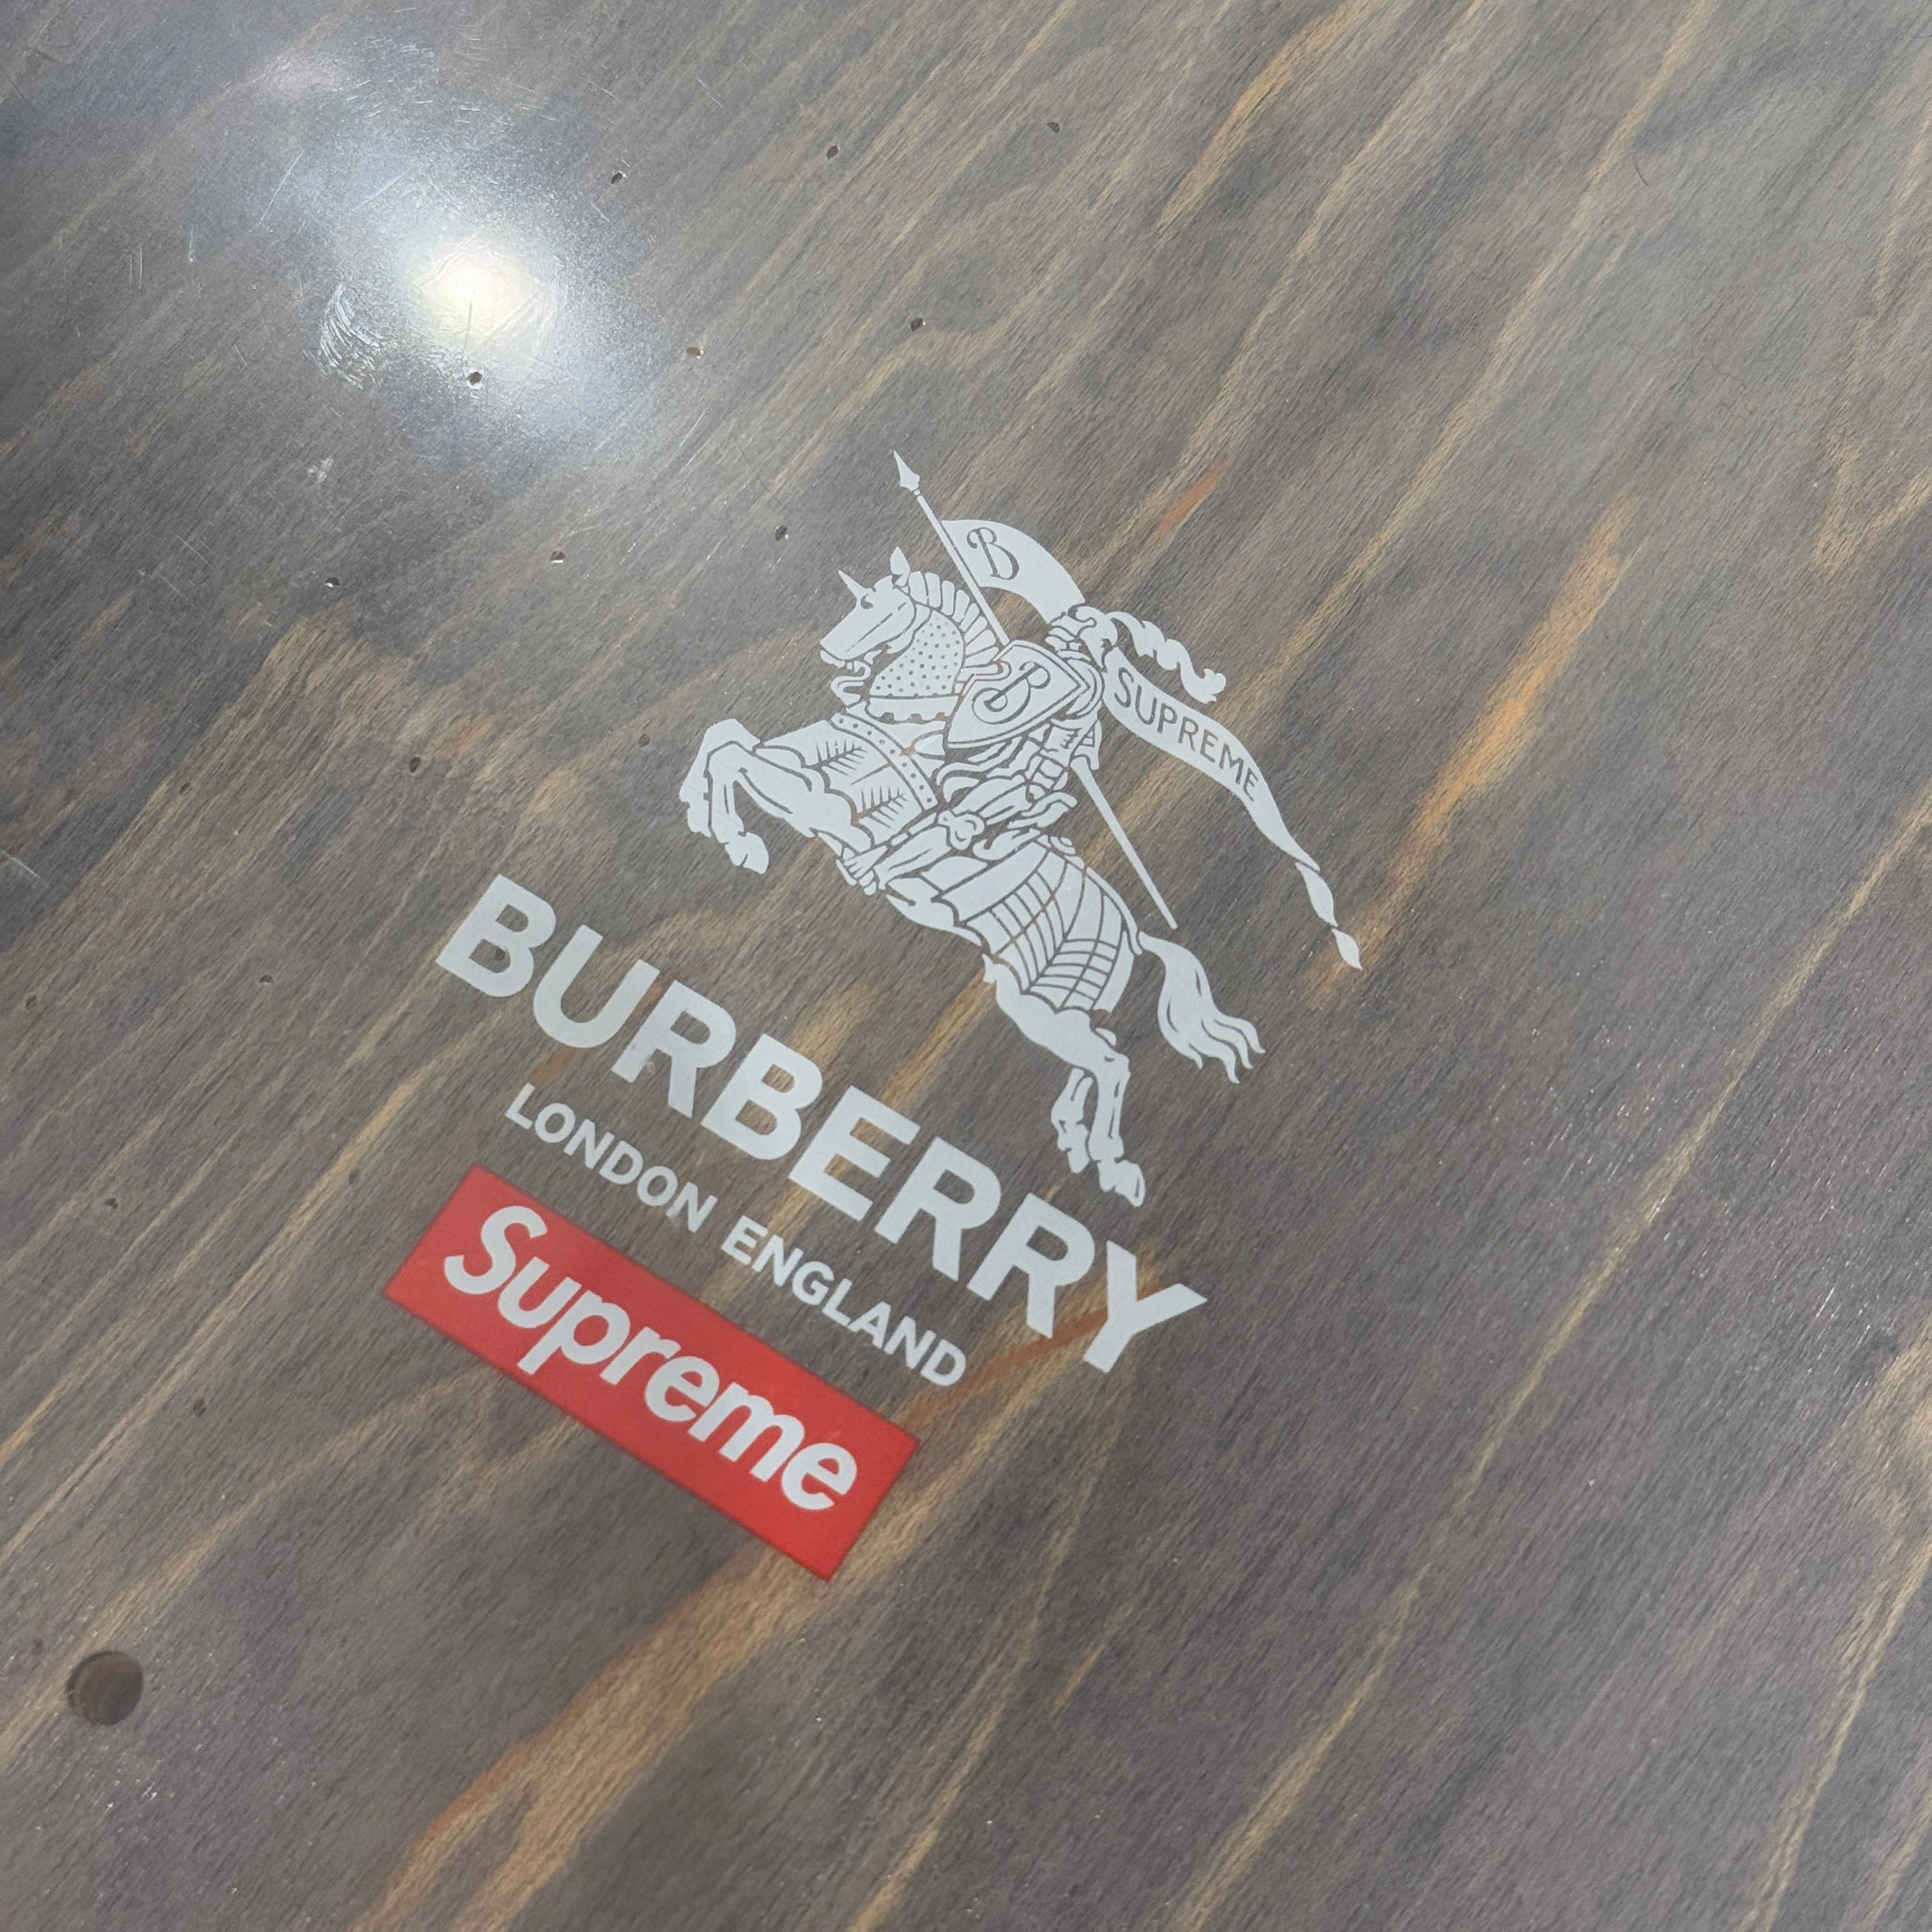 B
B
SUPREME
BURBERRY
LONDON ENGLAND
Supreme